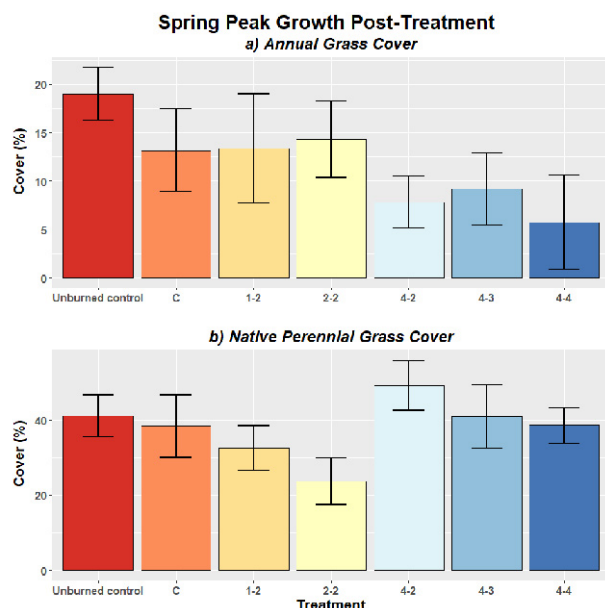 Spring Peak Growth Post-Treatment
a) Annual Grass Cover
Cover (%)
20
15
10
5
0
Unburned control C 1-2 2-2 4-2 4-3 4-4
b) Native Perennial Grass Cover
Cover (%)
40
20
0
Unburned control C 1-2 2-2 4-2 4-3 4-4
Treatment